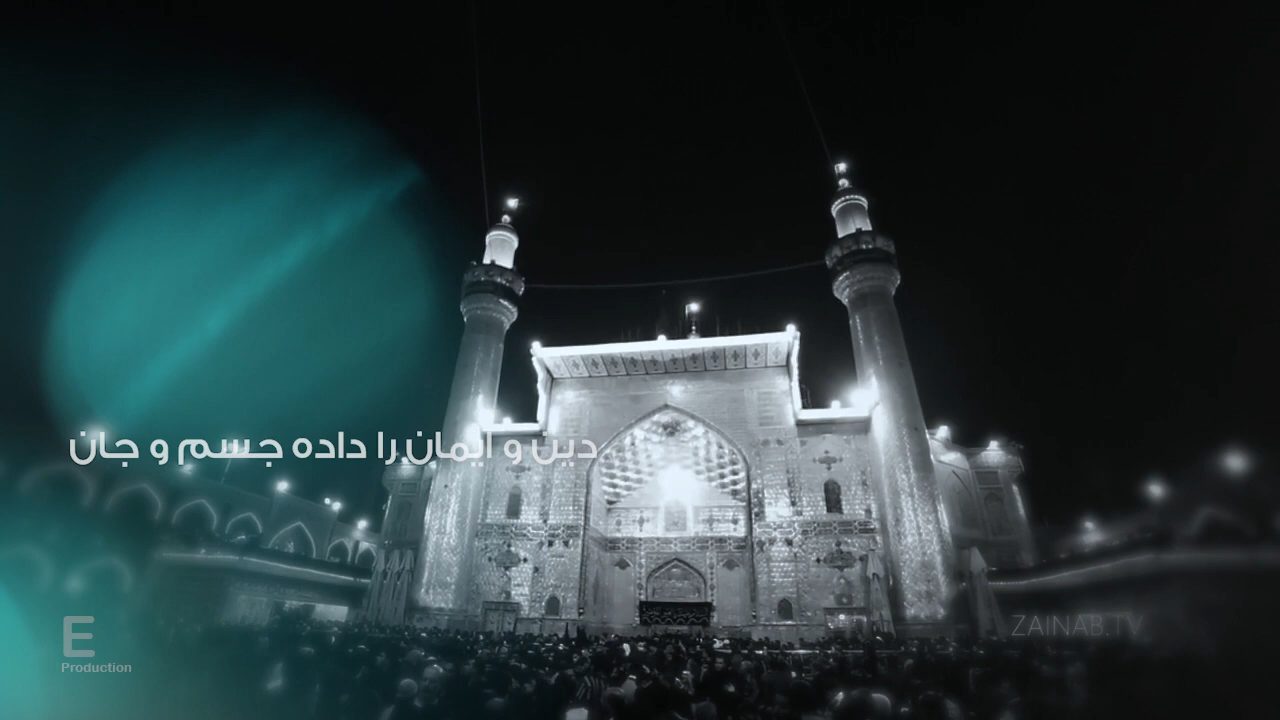 دین و ایمان را داده جسم و جان
E
Production
ZAINAB.TV